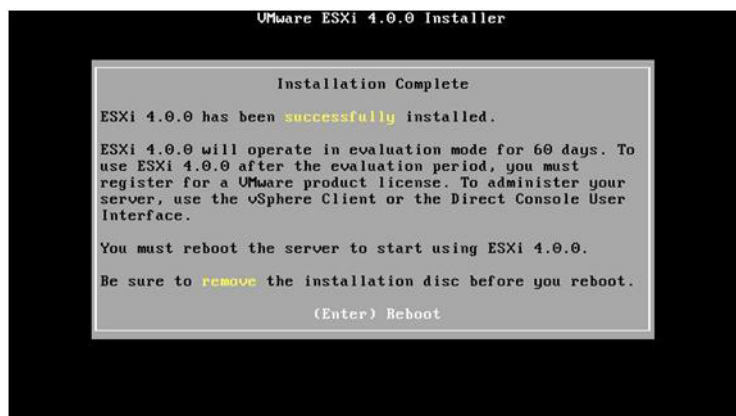 VMware ESXi 4.0.0 Installer
Installation Complete
ESXi 4.0.0 has been successfully installed.
ESXi 4.0.0 will operate in evaluation mode for 60 days. To
use ESXi 4.0.0 after the evaluation period, you must
register for a VMware product license. To administer your
server, use the vSphere Client or the Direct Console User
Interface.
You must reboot the server to start using ESXi 4.0.0.
Be sure to remove the installation disc before you reboot.
(Enter) Reboot